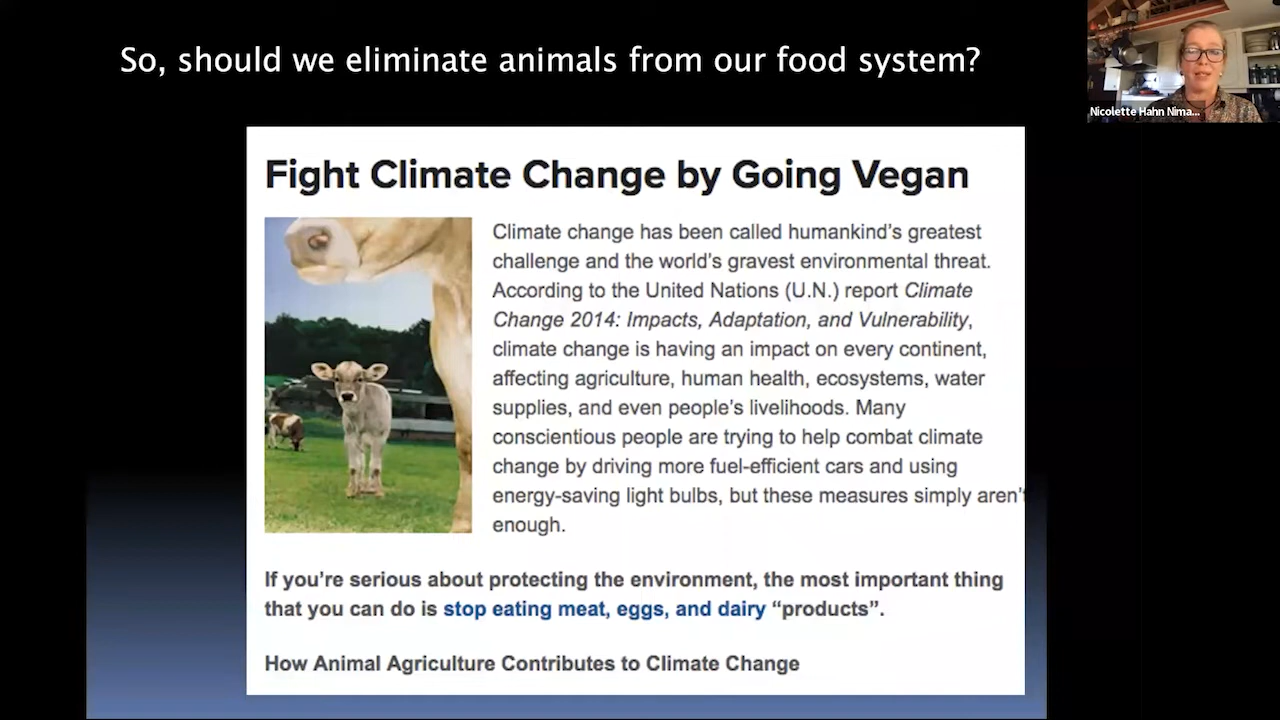 So, should we eliminate animals from our food system?
Nicolette Hahn Nima...
Fight Climate Change by Going Vegan
Climate change has been called humankind’s greatest
challenge and the world’s gravest environmental threat.
According to the United Nations (U.N.) report Climate
Change 2014: Impacts, Adaptation, and Vulnerability,
climate change is having an impact on every continent,
affecting agriculture, human health, ecosystems, water
supplies, and even people’s livelihoods. Many
conscientious people are trying to help combat climate
change by driving more fuel-efficient cars and using
energy-saving light bulbs, but these measures simply aren’t
enough.
If you’re serious about protecting the environment, the most important thing
that you can do is stop eating meat, eggs, and dairy “products”.
How Animal Agriculture Contributes to Climate Change